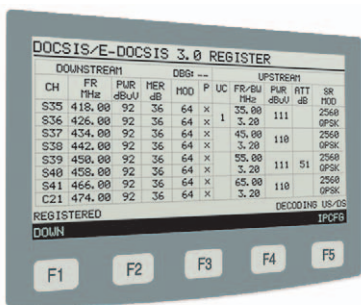 DOCSIS/E-DOCSIS 3.0 REGISTER
DOWNSTREAM DBG: -- UPSTREAM
CH FR MHz PWR dBuV MER dB MOD P UC FR/BW MHz PWR dBuV ATT dB SR MOD
S35 418.00 92 36 64 × 1 35.00 111 2560
S36 426.00 92 36 64 × 3.20 QPSK
S37 434.00 92 36 64 × 45.00 110 2560
S38 442.00 92 36 64 × 3.20 QPSK
S39 450.00 92 36 64 × 55.00 111 51 2560
S40 458.00 92 36 64 × 3.20 QPSK
S41 466.00 92 36 64 × 65.00 110 2560
C21 474.00 92 36 64 × 3.20 QPSK
REGISTERED DECODING US/DS
DOWN IPCFG
F1 F2 F3 F4 F5